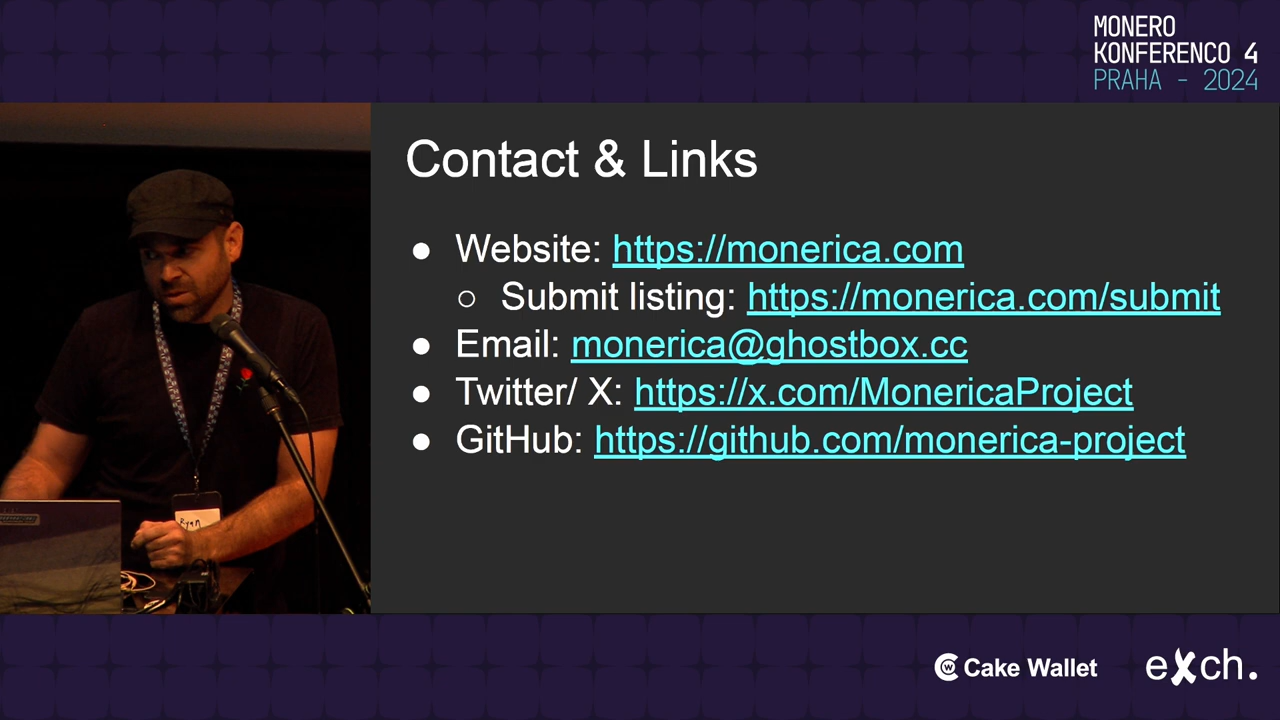 MONERO
KONFERENCO 4
PRAHA - 2024
Contact & Links
● Website: https://monerica.com
○ Submit listing: https://monerica.com/submit
● Email: monerica@ghostbox.cc
● Twitter/ X: https://x.com/MonericaProject
● GitHub: https://github.com/monerica-project
Ryan
Cake Wallet
exch.